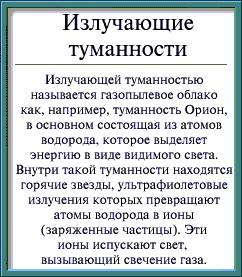 Излучающие
туманности
Излучающей туманностью
называется газопылевое облако
как, например, туманность Орион,
в основном состоящая из атомов
водорода, которое выделяет
энергию в виде видимого света.
Внутри такой туманности находятся
горячие звезды, ультрафиолетовые
излучения которых превращают
атомы водорода в ионы
(заряженные частицы). Эти
ионы испускают свет,
вызывающий свечение газа.